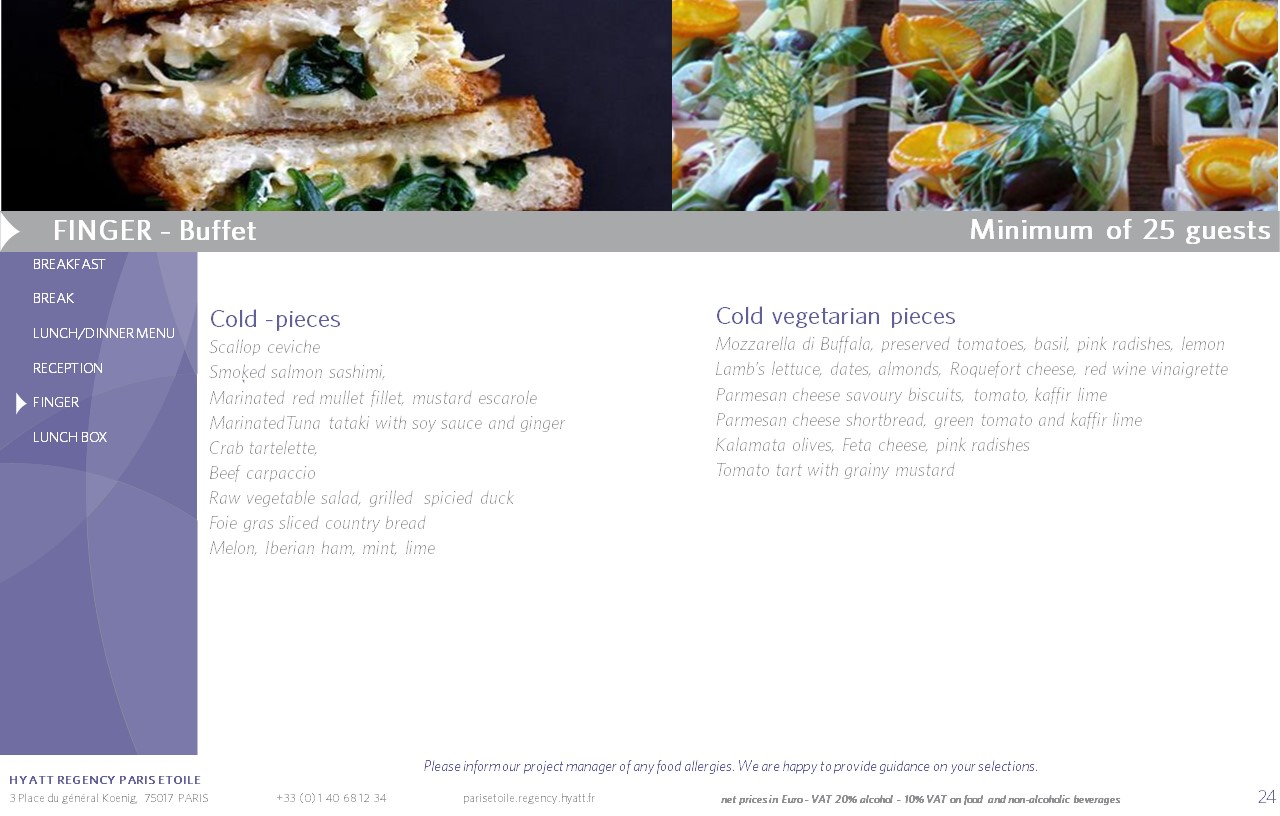 FINGER - Buffet
Minimum of 25 guests
BREAKFAST
BREAK
LUNCH/DINNER MENU
RECEPTION
FINGER
LUNCH BOX
Cold -pieces
Scallop ceviche
Smoked salmon sashimi,
Marinated red mullet fillet, mustard escarole
MarinatedTuna tataki with soy sauce and ginger
Crab tartelette,
Beef carpaccio
Raw vegetable salad, grilled spicied duck
Foie gras sliced country bread
Melon, Iberian ham, mint, lime
Cold vegetarian pieces
Mozzarella di Buffala, preserved tomatoes, basil, pink radishes, lemon
Lamb's lettuce, dates, almonds, Roquefort cheese, red wine vinaigrette
Parmesan cheese savoury biscuits, tomato, kaffir lime
Parmesan cheese shortbread, green tomato and kaffir lime
Kalamata olives, Feta cheese, pink radishes
Tomato tart with grainy mustard
Please inform our project manager of any food allergies. We are happy to provide guidance on your selections.
HYATT REGENCY PARIS ETOILE
3 Place du général Koenig, 75017 PARIS
+33 (0)1 40 68 12 34
parisetoile.regency.hyatt.fr
net prices in Euro - VAT 20% alcohol - 10% VAT on food and non-alcoholic beverages
24